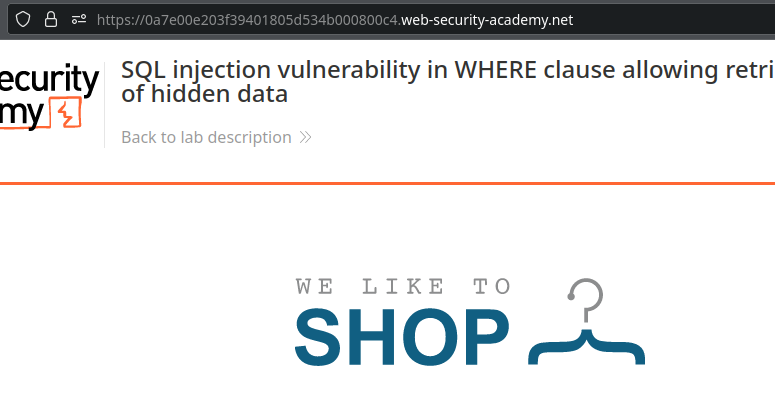 https://0a7e00e203f39401805d534b000800c4.web-security-academy.net
ecurity
my
SQL injection vulnerability in WHERE clause allowing retri
of hidden data
Back to lab description
WE LIKE TO
SHOP